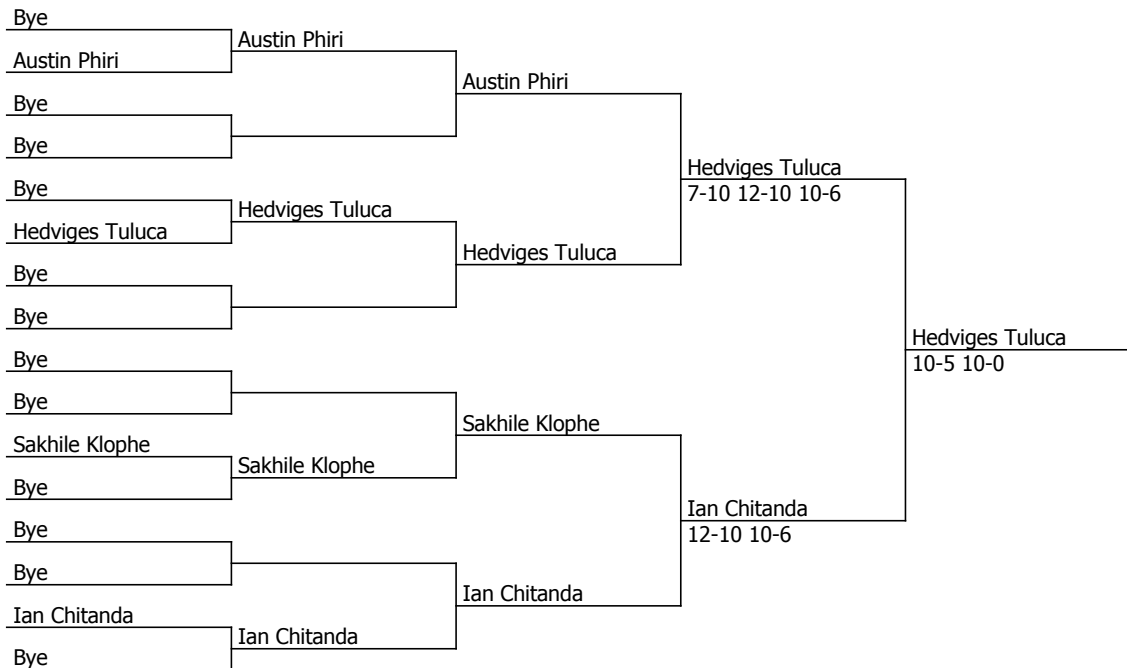 Bye
Austin Phiri
Bye
Bye
Bye
Hedviges Tuluca
Bye
Bye
Bye
Bye
Sakhile Klophe
Bye
Bye
Bye
Ian Chitanda
Bye
Austin Phiri
Hedviges Tuluca
Sakhile Klophe
Ian Chitanda
Austin Phiri
Hedviges Tuluca
Sakhile Klophe
Ian Chitanda
Hedviges Tuluca
7-10 12-10 10-6
Ian Chitanda
12-10 10-6
Hedviges Tuluca
10-5 10-0